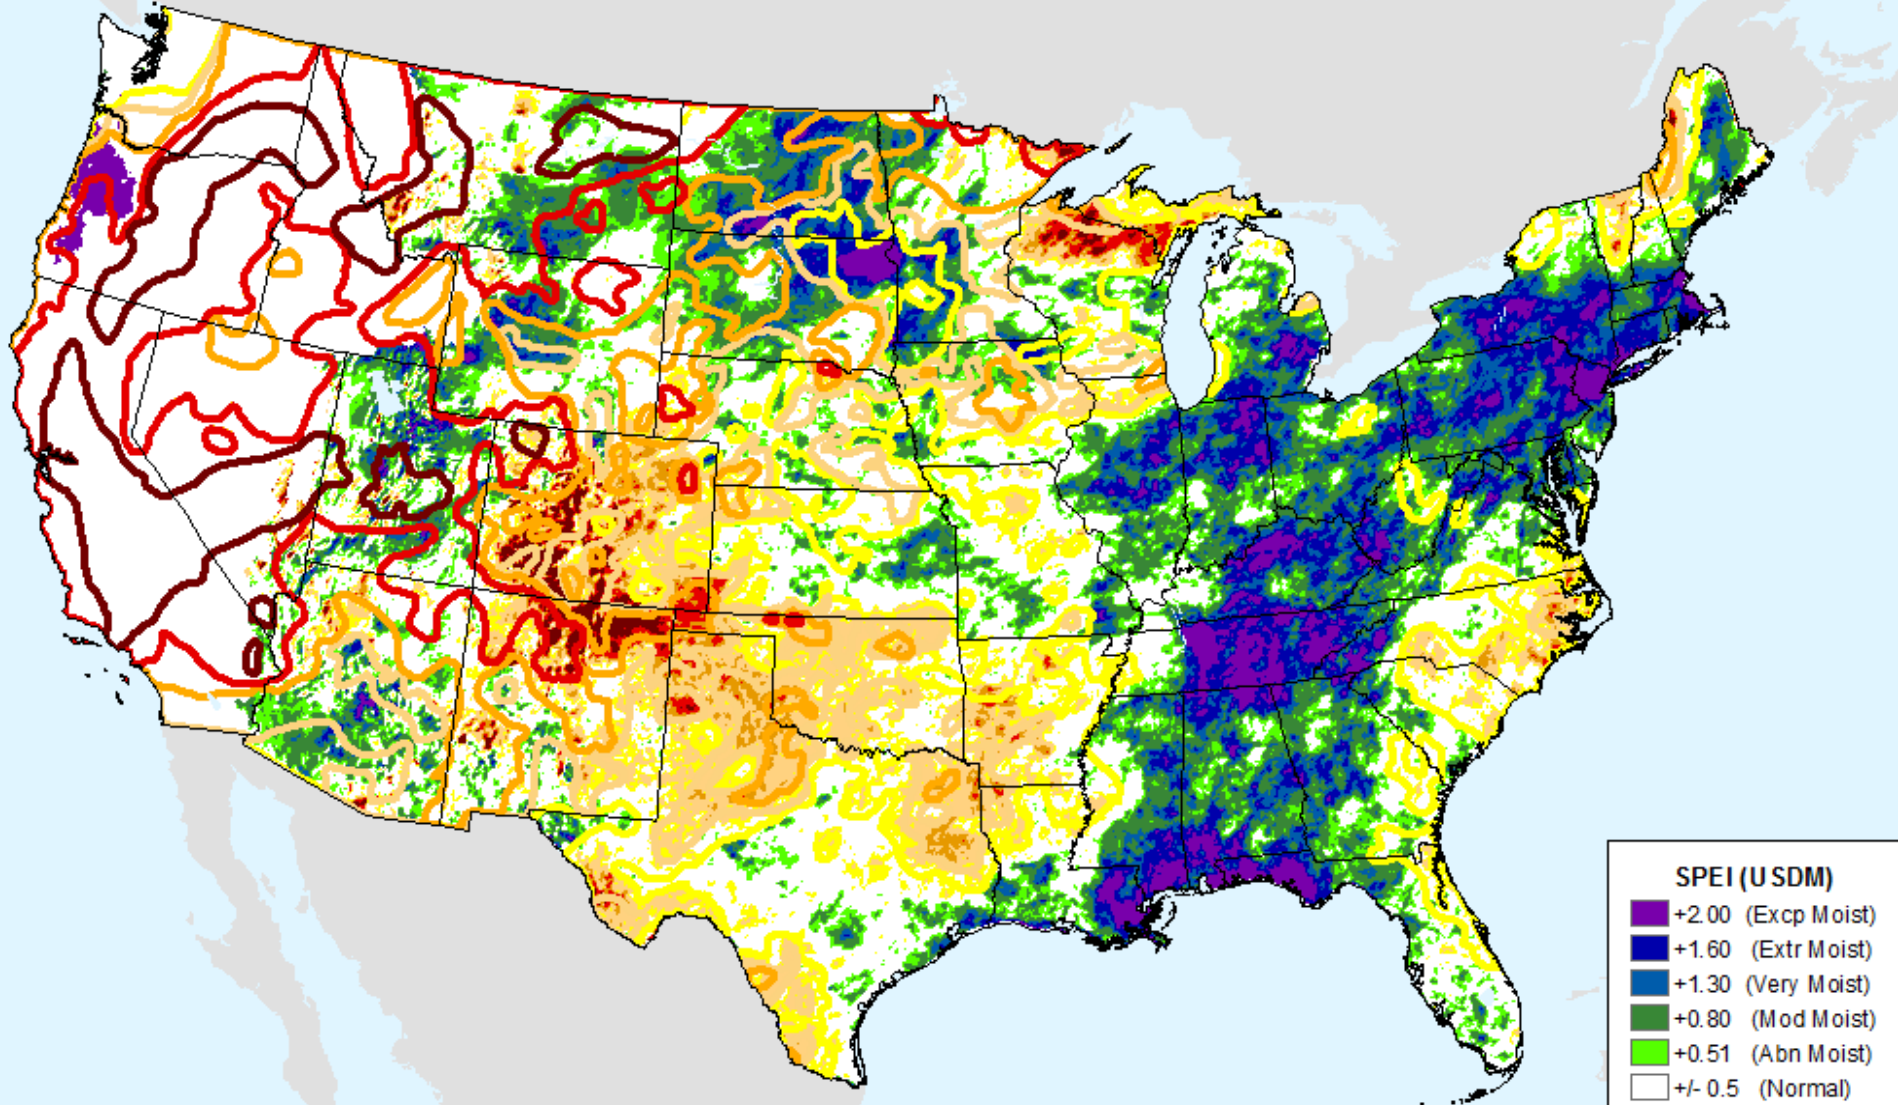 SPEI (USDM)
+2.00 (Excp Moist)
+1.60 (Extr Moist)
+1.30 (Very Moist)
+0.80 (Mod Moist)
+0.51 (Abn Moist)
+/- 0.5 (Normal)